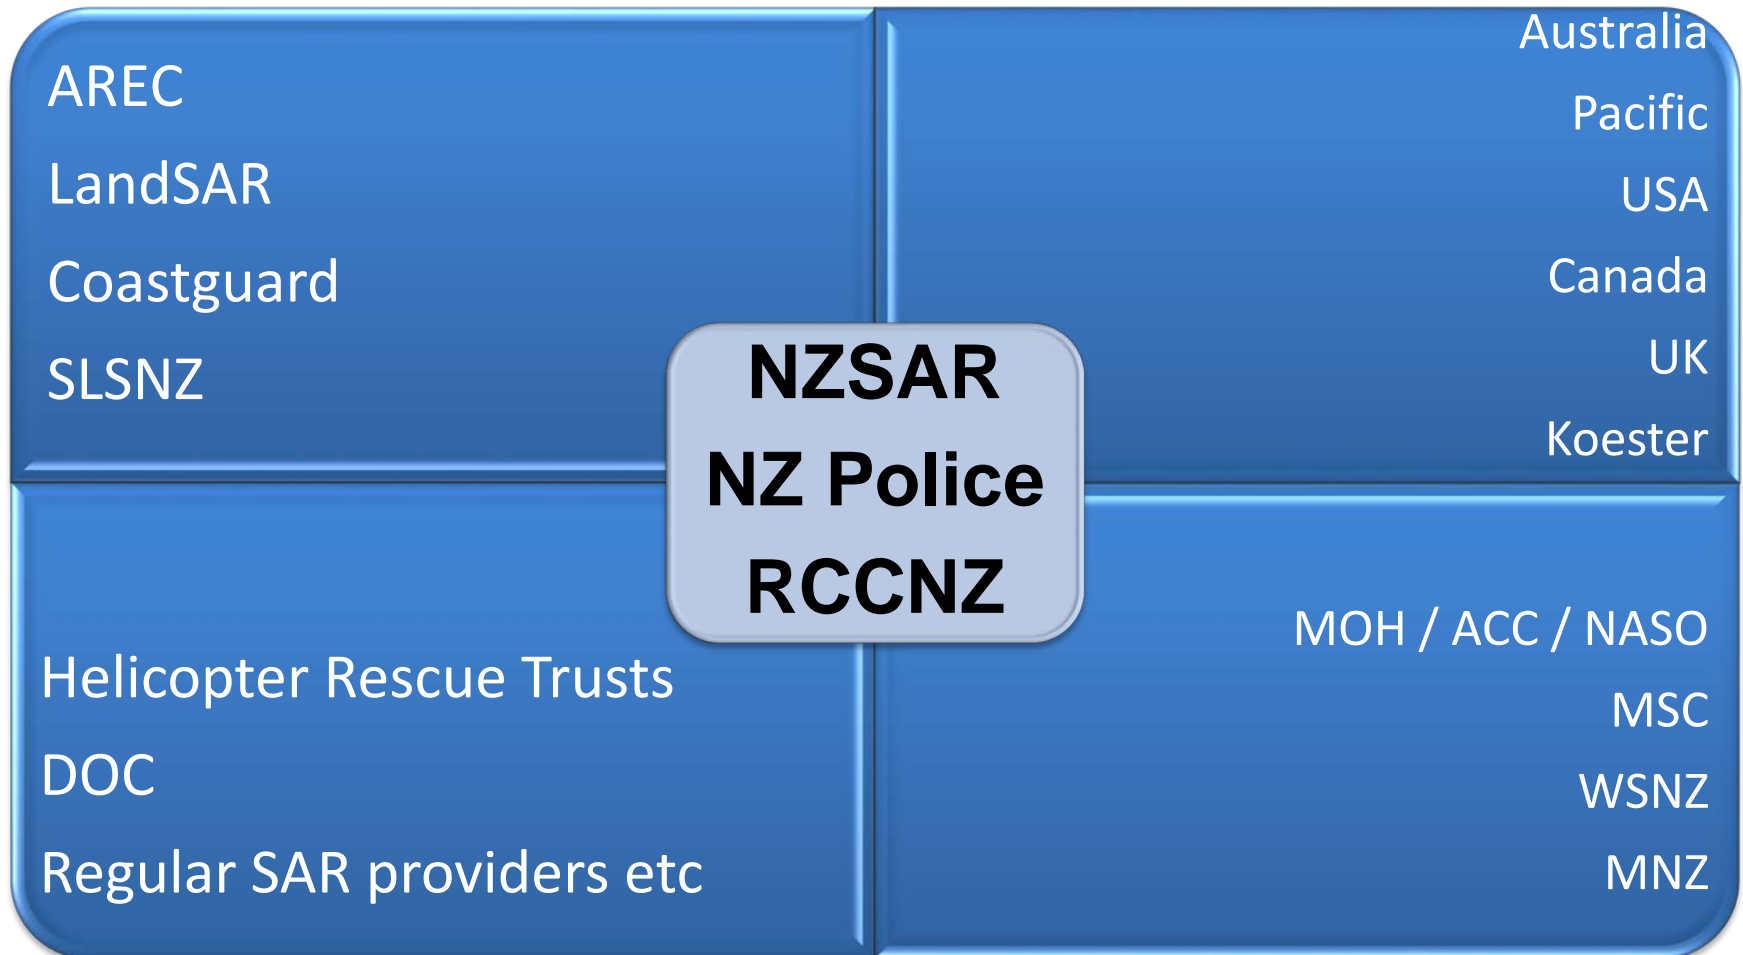 AREC
LandSAR
Coastguard
SLSNZ
Australia
Pacific
USA
Canada
UK
Koester
NZSAR
NZ Police
RCCNZ
Helicopter Rescue Trusts
DOC
Regular SAR providers etc
MOH / ACC / NASO
MSC
WSNZ
MNZ